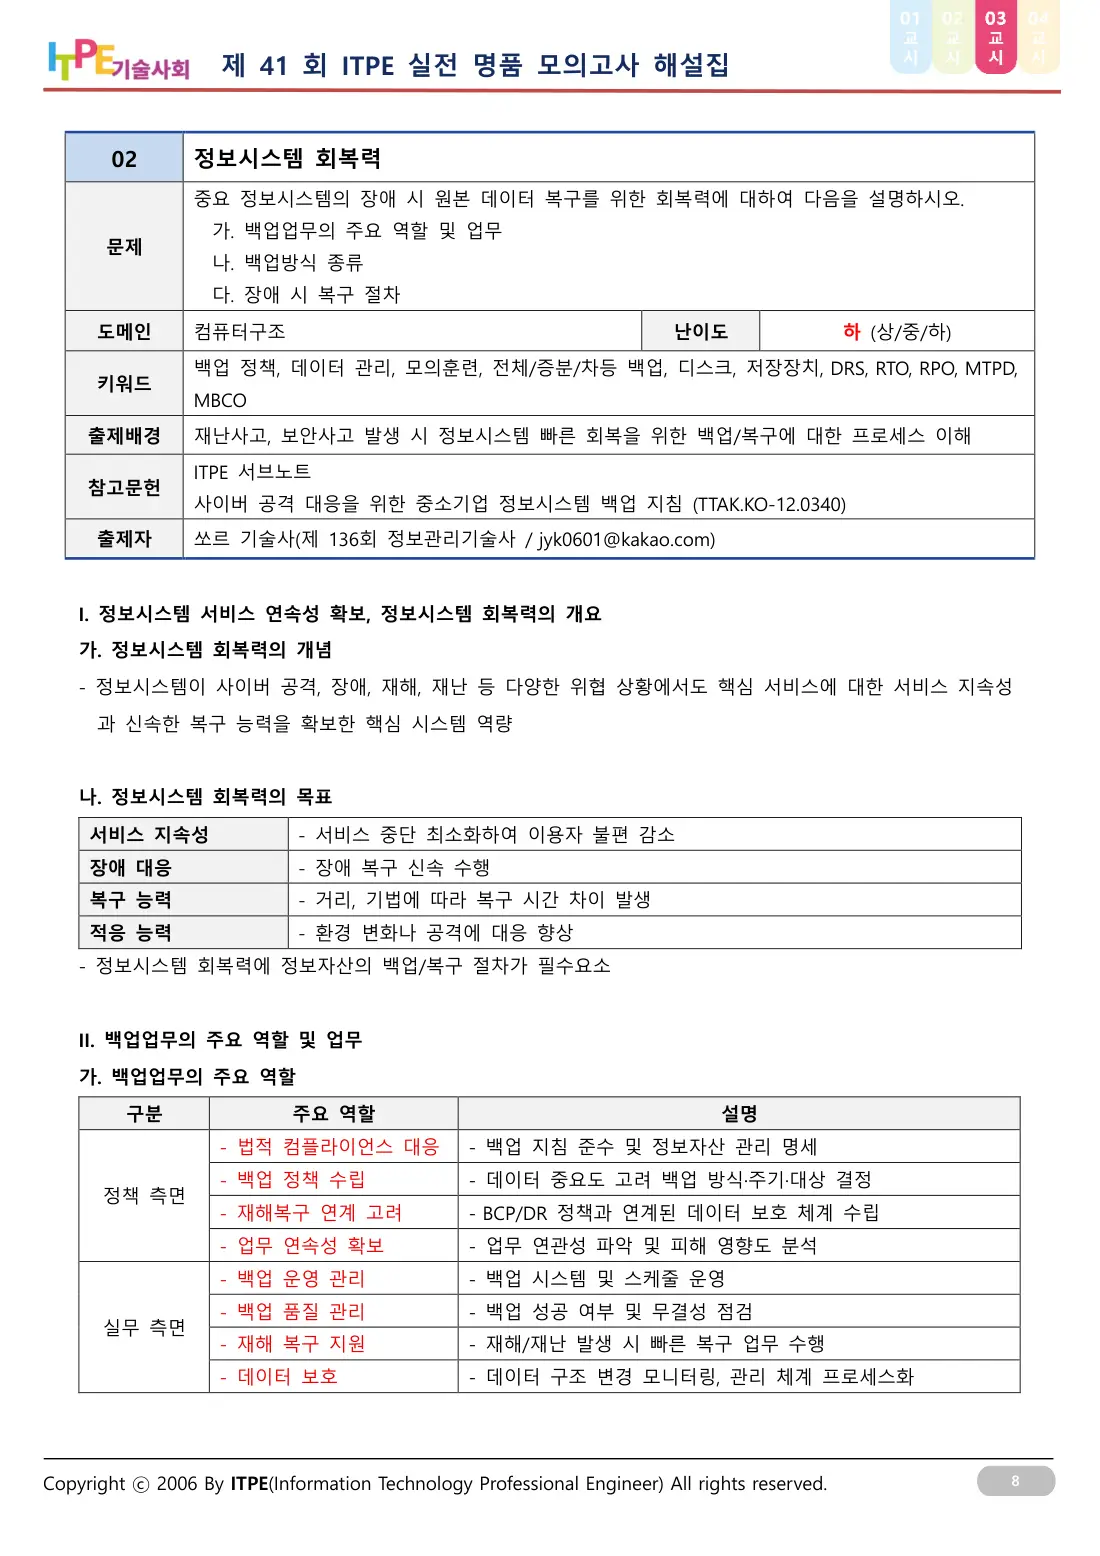 ITPE기술사회
제 41 회 ITPE 실전 명품 모의고사 해설집
01 교시
02 교시
03 교시
04 교시
02
정보시스템 회복력
문제
중요 정보시스템의 장애 시 원본 데이터 복구를 위한 회복력에 대하여 다음을 설명하시오.
가. 백업업무의 주요 역할 및 업무
나. 백업방식 종류
다. 장애 시 복구 절차
도메인
컴퓨터구조
난이도
하 (상/중/하)
키워드
백업 정책, 데이터 관리, 모의훈련, 전체/증분/차등 백업, 디스크, 저장장치, DRS, RTO, RPO, MTPD,
MBCO
출제배경
재난사고, 보안사고 발생 시 정보시스템 빠른 회복을 위한 백업/복구에 대한 프로세스 이해
참고문헌
ITPE 서브노트
사이버 공격 대응을 위한 중소기업 정보시스템 백업 지침 (TTAK.KO-12.0340)
출제자
쏘르 기술사(제 136회 정보관리기술사 / jyk0601@kakao.com)
I. 정보시스템 서비스 연속성 확보, 정보시스템 회복력의 개요
가. 정보시스템 회복력의 개념
- 정보시스템이 사이버 공격, 장애, 재해, 재난 등 다양한 위협 상황에서도 핵심 서비스에 대한 서비스 지속성
과 신속한 복구 능력을 확보한 핵심 시스템 역량
나. 정보시스템 회복력의 목표
서비스 지속성
- 서비스 중단 최소화하여 이용자 불편 감소
장애 대응
- 장애 복구 신속 수행
복구 능력
- 거리, 기법에 따라 복구 시간 차이 발생
적응 능력
- 환경 변화나 공격에 대응 향상
- 정보시스템 회복력에 정보자산의 백업/복구 절차가 필수요소
II. 백업업무의 주요 역할 및 업무
가. 백업업무의 주요 역할
구분
주요 역할
설명
정책 측면
- 법적 컴플라이언스 대응
- 백업 지침 준수 및 정보자산 관리 명세
- 백업 정책 수립
- 데이터 중요도 고려 백업 방식·주기·대상 결정
- 재해복구 연계 고려
- BCP/DR 정책과 연계된 데이터 보호 체계 수립
- 업무 연속성 확보
- 업무 연관성 파악 및 피해 영향도 분석
실무 측면
- 백업 운영 관리
- 백업 시스템 및 스케줄 운영
- 백업 품질 관리
- 백업 성공 여부 및 무결성 점검
- 재해 복구 지원
- 재해/재난 발생 시 빠른 복구 업무 수행
- 데이터 보호
- 데이터 구조 변경 모니터링, 관리 체계 프로세스화
Copyright ⓒ 2006 By ITPE(Information Technology Professional Engineer) All rights reserved.
8